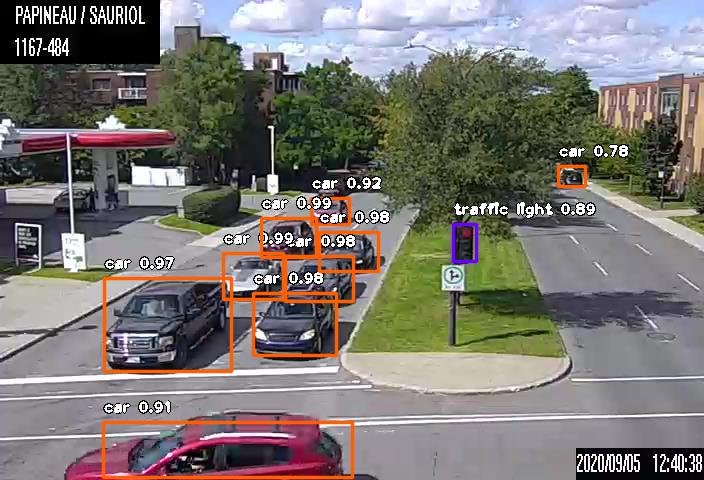 PAPINEAU / SAURIOL
1167-484
car 0.78
car 0.92
car 0.99
car 0.98
traffic light 0.89
car 0.99
car 0.98
car 0.98
car 0.97
car 0.91
2020/09/05 12:40:38